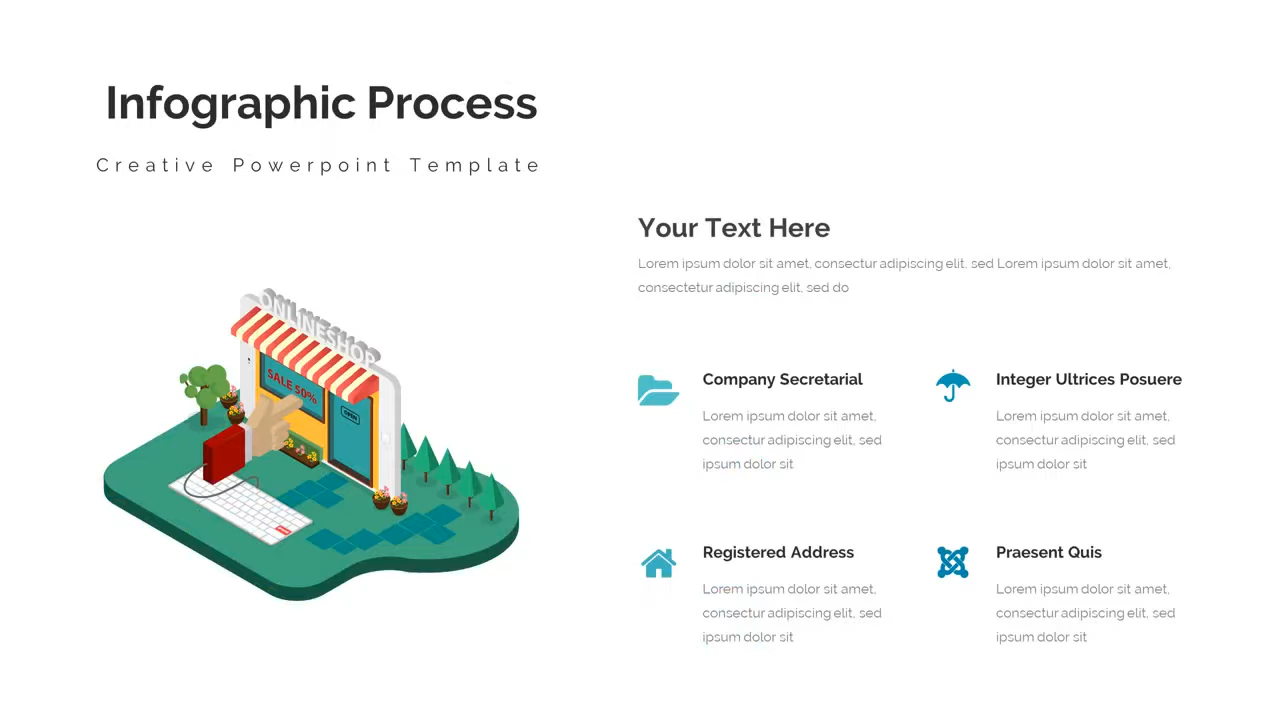 Infographic Process
Creative Powerpoint Template
Your Text Here
Lorem ipsum dolor sit amet, consectur adipiscing elit, sed Lorem ipsum dolor sit amet,
consectetur adipiscing elit, sed do
ONLINESHOP
SALE 50%
OPEN
Company Secretarial
Lorem ipsum dolor sit amet,
consectur adipiscing elit, sed
ipsum dolor sit
Integer Ultrices Posuere
Lorem ipsum dolor sit amet,
consectur adipiscing elit, sed
ipsum dolor sit
Registered Address
Lorem ipsum dolor sit amet,
consectur adipiscing elit, sed
ipsum dolor sit
Praesent Quis
Lorem ipsum dolor sit amet,
consectur adipiscing elit, sed
ipsum dolor sit